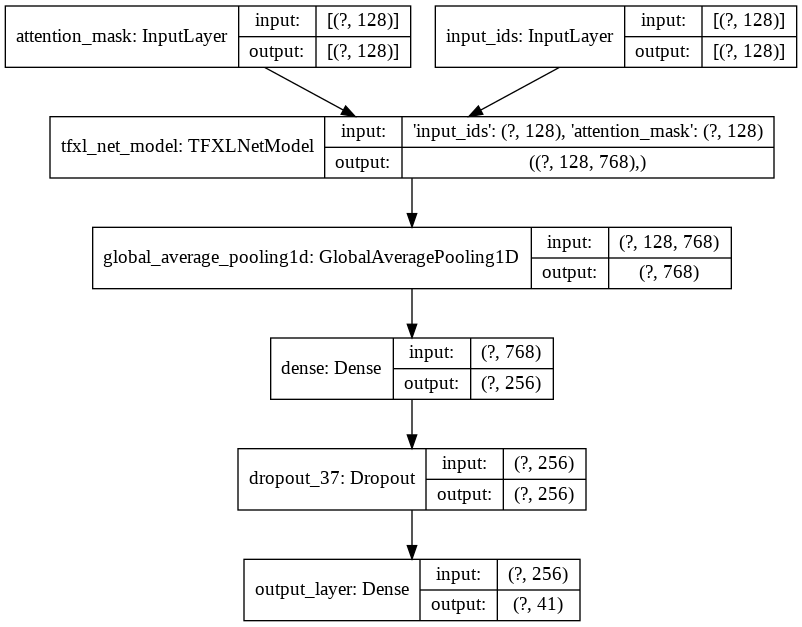 attention_mask: InputLayer
input: [(?, 128)]
output: [(?, 128)]
input_ids: InputLayer
input: [(?, 128)]
output: [(?, 128)]
tfxl_net_model: TFXLNetModel
input: 'input_ids': (?, 128), 'attention_mask': (?, 128)
output: ((?, 128, 768),)
global_average_pooling1d: GlobalAveragePooling1D
input: (?, 128, 768)
output: (?, 768)
dense: Dense
input: (?, 768)
output: (?, 256)
dropout_37: Dropout
input: (?, 256)
output: (?, 256)
output_layer: Dense
input: (?, 256)
output: (?, 41)